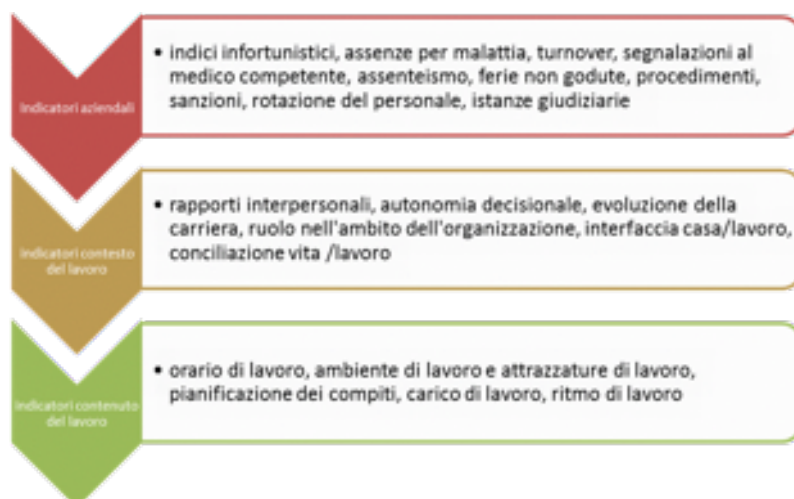 Indicatori aziendali
• indici infortunistici, assenze per malattia, turnover, segnalazioni al
medico competente, assenteismo, ferie non godute, procedimenti,
sanzioni, rotazione del personale, istanze giudiziarie
Indicatori contesto
del lavoro
• rapporti interpersonali, autonomia decisionale, evoluzione della
carriera, ruolo nell'ambito dell'organizzazione, interfaccia casa/lavoro,
conciliazione vita /lavoro
Indicatori contenuto
del lavoro
• orario di lavoro, ambiente di lavoro e attrazzature di lavoro,
pianificazione dei compiti, carico di lavoro, ritmo di lavoro